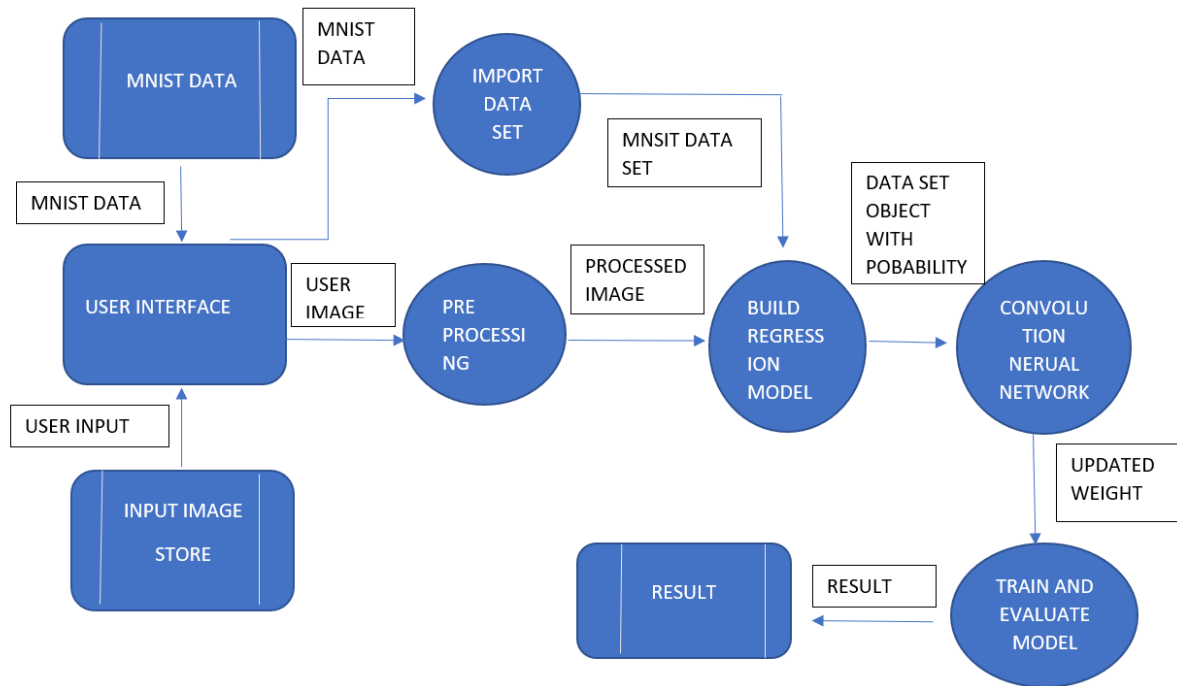 MNIST DATA
MNIST
DATA
IMPORT
DATA
SET
MNSIT DATA
SET
MNIST DATA
DATA SET
OBJECT
WITH
POBABILITY
USER INTERFACE
USER
IMAGE
PRE
PROCESSI
NG
PROCESSED
IMAGE
BUILD
REGRESS
ION
MODEL
CONVOLU
TION
NERUAL
NETWORK
USER INPUT
UPDATED
WEIGHT
INPUT IMAGE
STORE
RESULT
RESULT
TRAIN AND
EVALUATE
MODEL